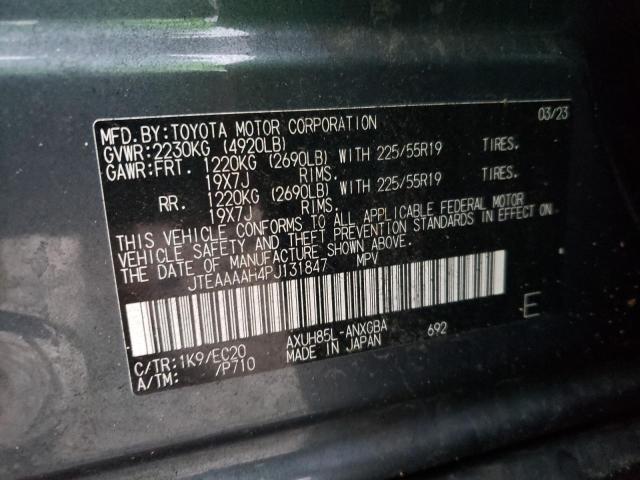 03/23
MFD.BY:TOYOTA MOTOR CORPORATION
GVWR:2230KG (4920LB)
GAWR:FRT. 1220KG (2690LB) WITH 225/55R19 TIRES.
19X7J RIMS.
RR. 1220KG (2690LB) WITH 225/55R19 TIRES.
19X7J RIMS.
THIS VEHICLE CONFORMS TO ALL APPLICABLE FEDERAL MOTOR
VEHICLE SAFETY AND THEFT PREVENTION STANDARDS IN EFFECT ON
THE DATE OF MANUFACTURE SHOWN ABOVE.
JTEAAAAH4PJ131847 MPV
E
C/TR:1K9/EC20 AXUH85L-ANXGBA 692
A/TM: /P710 MADE IN JAPAN